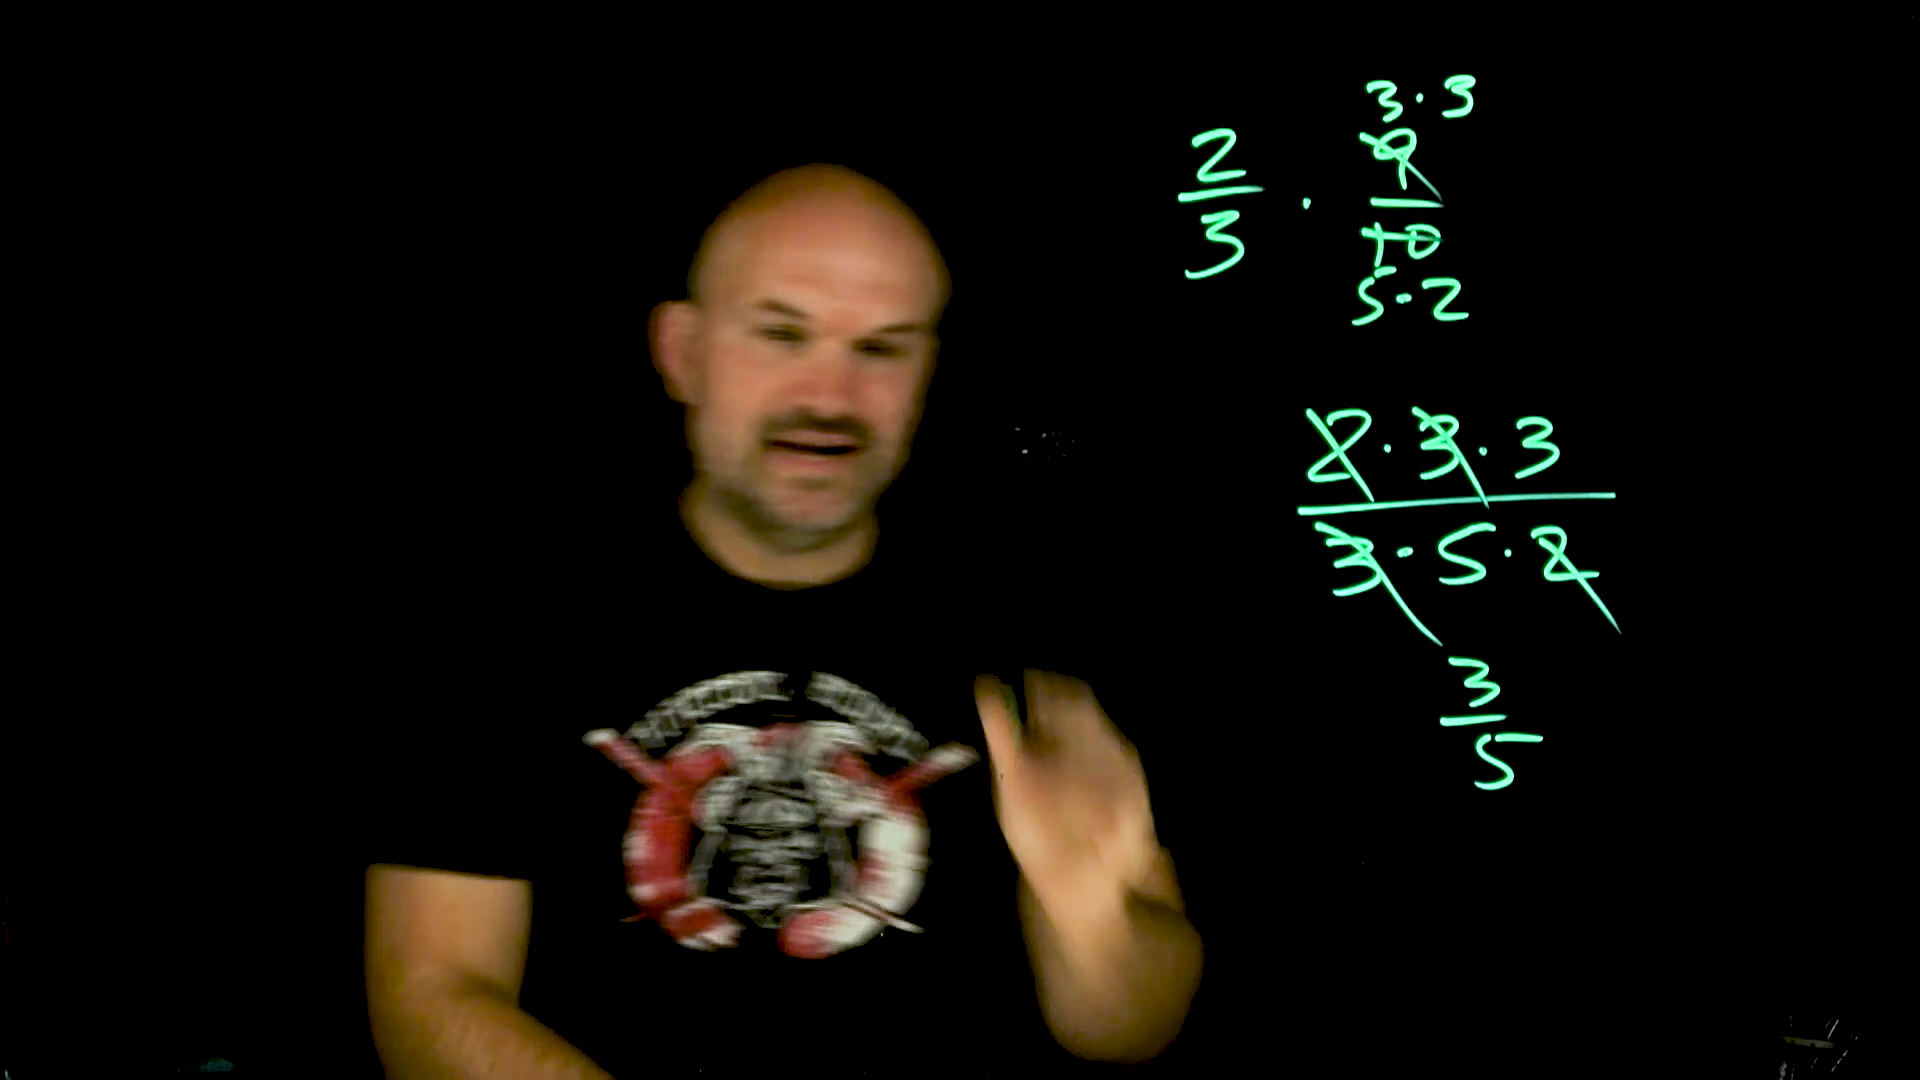 3 · 3
2 · 9
3 10
5 · 2
2 · 3 · 3
3 · 5 · 2
3
5